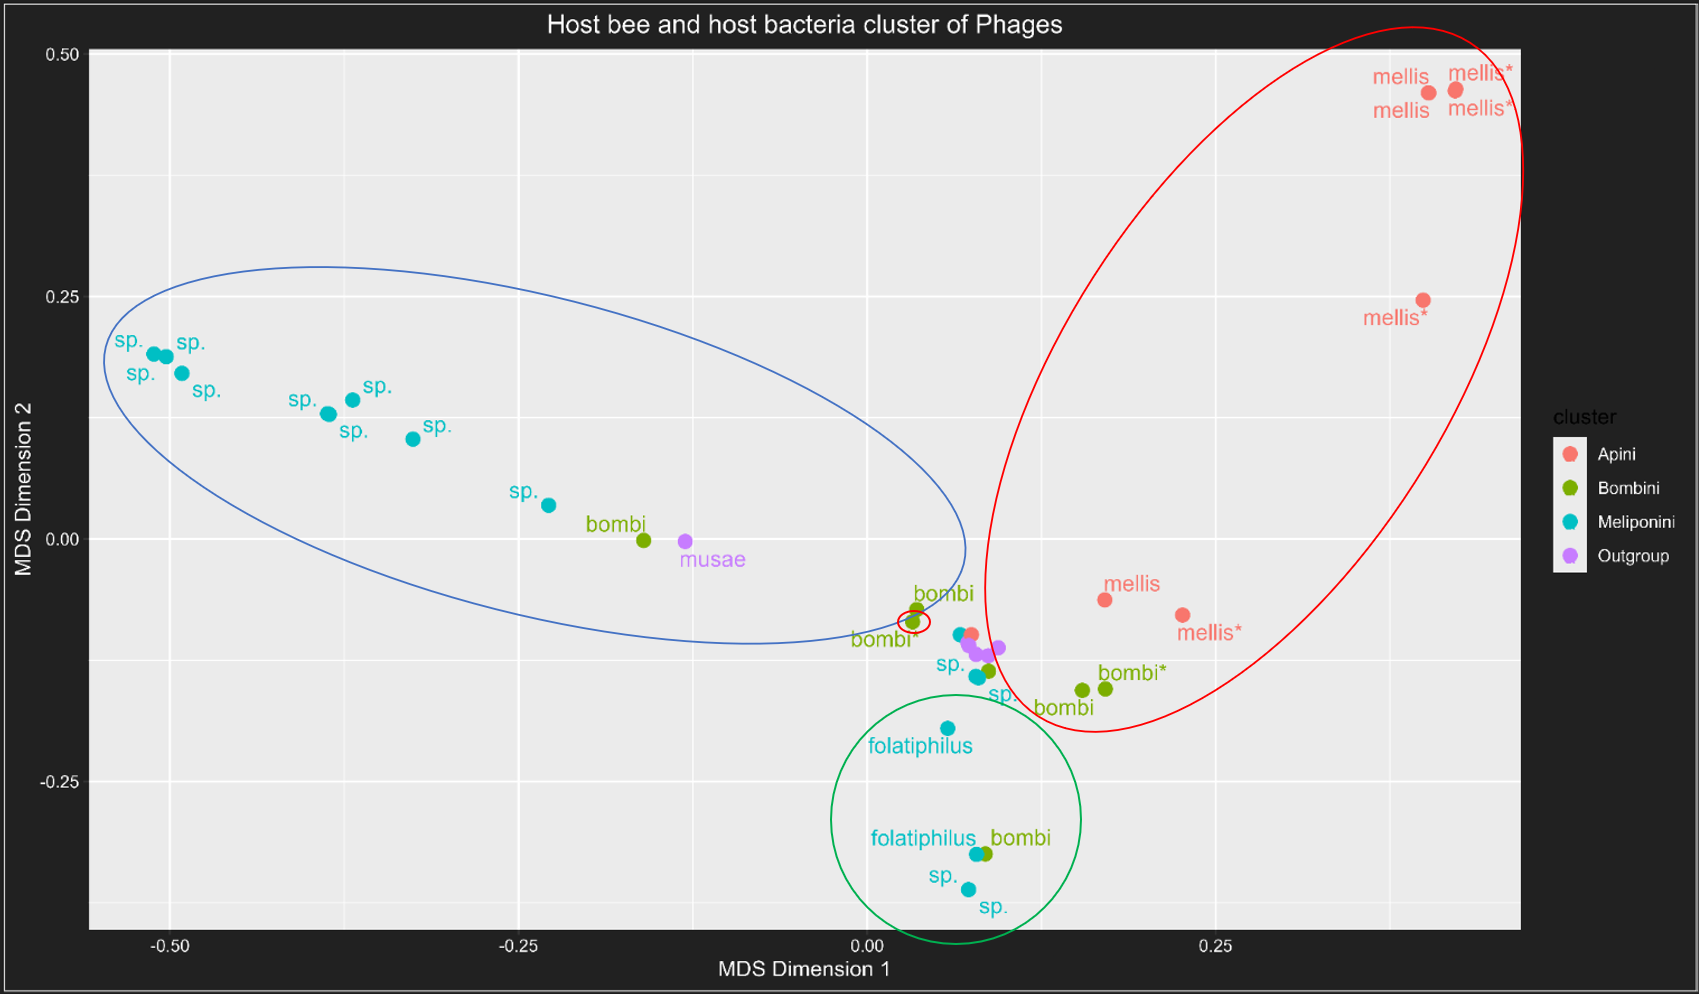 Host bee and host bacteria cluster of Phages
0.50
mellis
mellis*
mellis
mellis*
0.25
mellis*
sp.
sp.
sp.
sp.
sp.
sp.
sp.
sp.
MDS Dimension 2
cluster
Apini
Bombini
Meliponini
Outgroup
sp.
bombi
0.00
musae
mellis
bombi
bombi*
mellis*
sp.
bombi*
sp.
bombi
folatiphilus
-0.25
folatiphilus
bombi
sp.
sp.
-0.50
-0.25
0.00
0.25
MDS Dimension 1